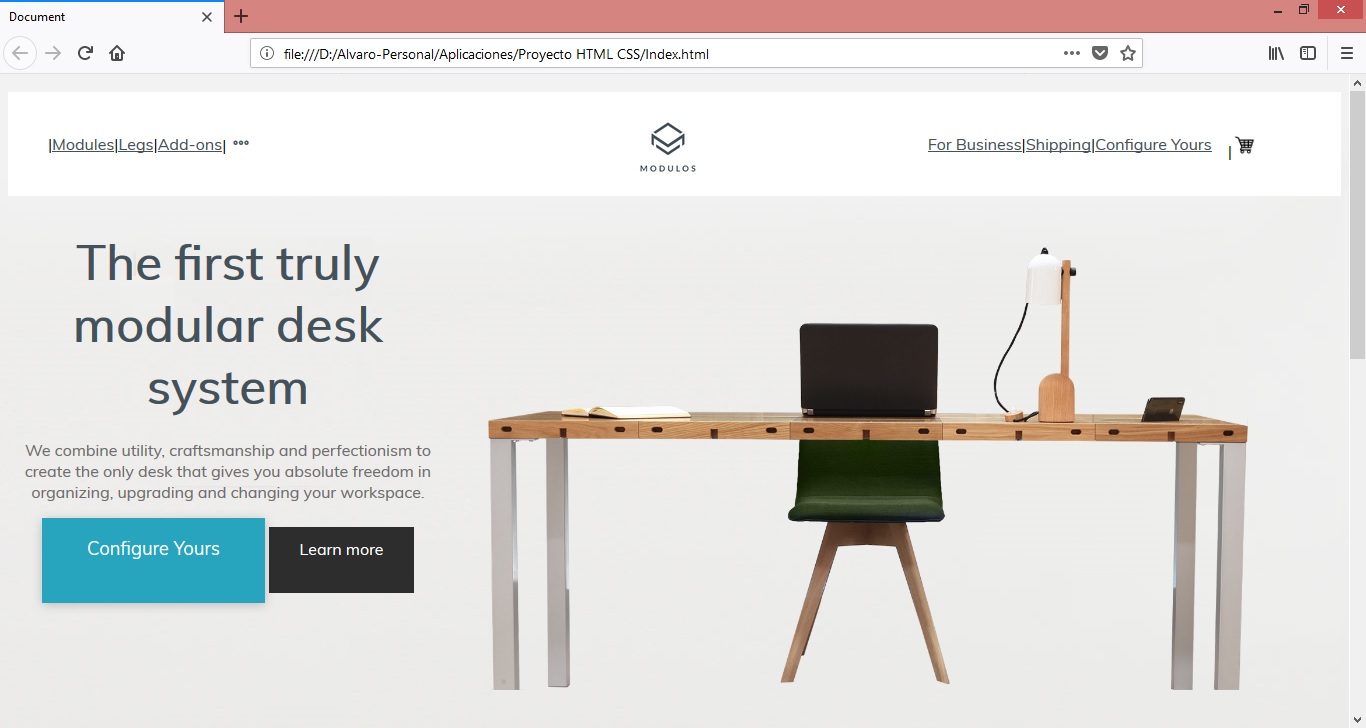 Document
file:///D:/Alvaro-Personal/Aplicaciones/Proyecto HTML CSS/Index.html
|Modules|Legs|Add-ons|
MODULOS
For Business|Shipping|Configure Yours |
The first truly
modular desk
system
We combine utility, craftsmanship and perfectionism to
create the only desk that gives you absolute freedom in
organizing, upgrading and changing your workspace.
Configure Yours
Learn more